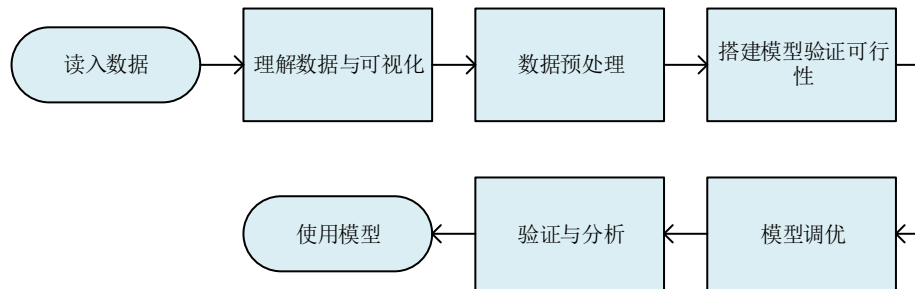 读入数据
理解数据与可视化
数据预处理
搭建模型验证可行
性
模型调优
验证与分析
使用模型